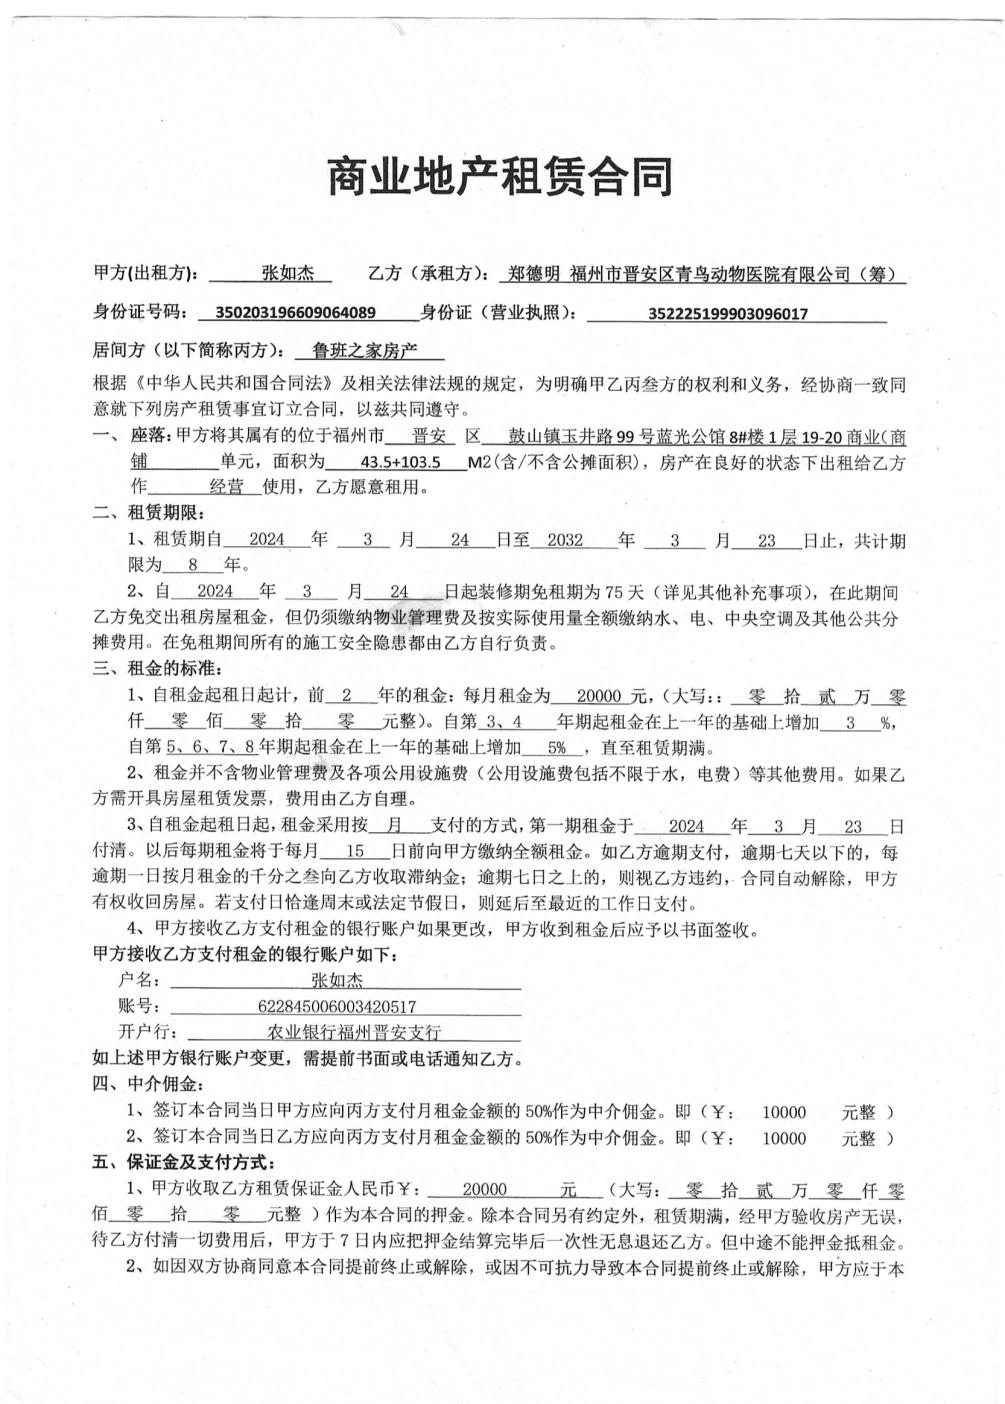 商业地产租赁合同
甲方(出租方)： 张如杰 乙方（承租方）： 郑德明 福州市晋安区青鸟动物医院有限公司（筹）
身份证号码： 350203196609064089 身份证（营业执照）： 352225199903096017
居间方（以下简称丙方）： 鲁班之家房产
根据《中华人民共和国合同法》及相关法律法规的规定，为明确甲乙丙叁方的权利和义务，经协商一致同
意就下列房产租赁事宜订立合同，以兹共同遵守。
一、 座落：甲方将其属有的位于福州市 晋安 区 鼓山镇玉井路 99 号蓝光公馆 8#楼 1 层 19-20 商业（商
铺 单元，面积为 43.5+103.5 M2(含/不含公摊面积)，房产在良好的状态下出租给乙方
作 经营 使用，乙方愿意租用。
二、租赁期限：
1、租赁期自 2024 年 3 月 24 日至 2032 年 3 月 23 日止，共计期
限为 8 年。
2、自 2024 年 3 月 24 日起装修期免租期为 75 天（详见其他补充事项），在此期间
乙方免交出租房屋租金，但仍须缴纳物业管理费及按实际使用量全额缴纳水、电、中央空调及其他公共分
摊费用。在免租期间所有的施工安全隐患都由乙方自行负责。
三、租金的标准：
1、自租金起租日起计，前 2 年的租金：每月租金为 20000 元，（大写：： 零 拾 贰 万 零
仟 零 佰 零 拾 零 元整）。自第 3、4 年期起租金在上一年的基础上增加 3 %，
自第 5、6、7、8 年期起租金在上一年的基础上增加 5% ，直至租赁期满。
2、租金并不含物业管理费及各项公用设施费（公用设施费包括不限于水，电费）等其他费用。如果乙
方需开具房屋租赁发票，费用由乙方自理。
3、自租金起租日起，租金采用按 月 支付的方式，第一期租金于 2024 年 3 月 23 日
付清。以后每期租金将于每月 15 日前向甲方缴纳全额租金。如乙方逾期支付，逾期七天以下的，每
逾期一日按月租金的千分之叁向乙方收取滞纳金；逾期七日之上的，则视乙方违约，合同自动解除，甲方
有权收回房屋。若支付日恰逢周末或法定节假日，则延后至最近的工作日支付。
4、甲方接收乙方支付租金的银行账户如果更改，甲方收到租金后应予以书面签收。
甲方接收乙方支付租金的银行账户如下：
户名： 张如杰
账号： 622845006003420517
开户行： 农业银行福州晋安支行
如上述甲方银行账户变更，需提前书面或电话通知乙方。
四、中介佣金：
1、签订本合同当日甲方应向丙方支付月租金金额的 50%作为中介佣金。即（￥： 10000 元整 ）
2、签订本合同当日乙方应向丙方支付月租金金额的 50%作为中介佣金。即（￥： 10000 元整 ）
五、保证金及支付方式：
1、甲方收取乙方租赁保证金人民币￥： 20000 元 （大写： 零 拾 贰 万 零 仟 零
佰 零 拾 零 元整 ）作为本合同的押金。除本合同另有约定外，租赁期满，经甲方验收房产无误，
待乙方付清一切费用后，甲方于 7 日内应把押金结算完毕后一次性无息退还乙方。但中途不能押金抵租金。
2、如因双方协商同意本合同提前终止或解除，或因不可抗力导致本合同提前终止或解除，甲方应于本